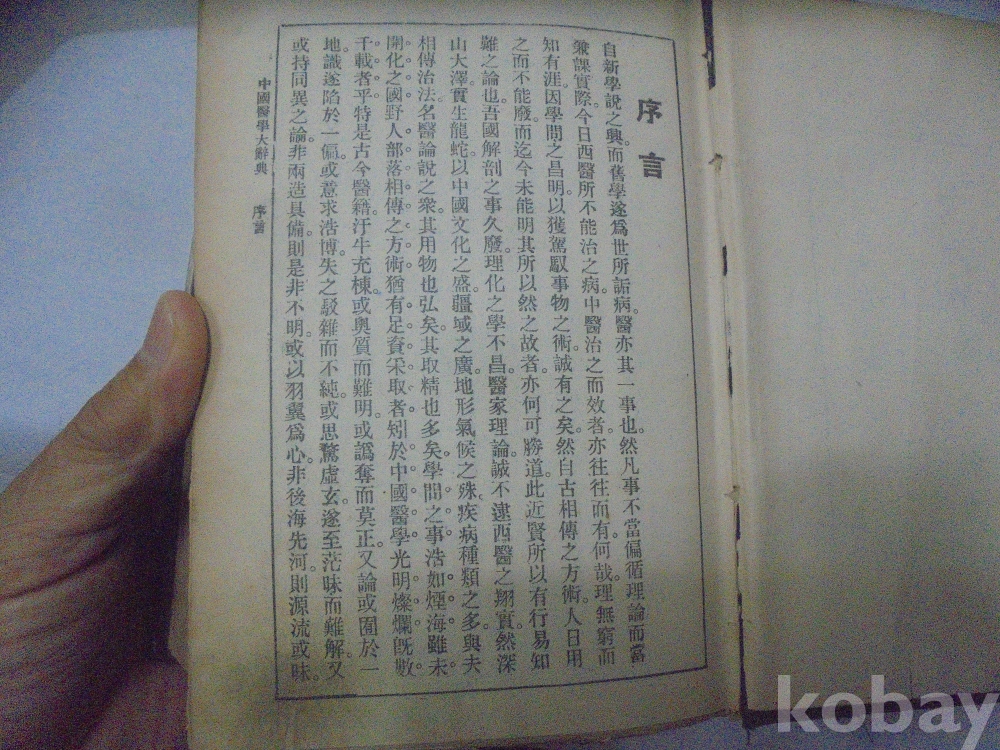 序言
自新學說之興。而舊學遂爲世所詬病。醫亦其一事也。然凡事不當偏循理論。而當
兼課實際。今日西醫所不能治之病。中醫治之而效者。亦往往而有。何哉。理無窮而
知有涯。因學問之昌明。以獲駕馭事物之術。誠有之矣。然自古相傳之方術。人日用
之而不能廢。而迄今未能明其所以然之故者。亦何可勝道。此近賢所以有行易知
難之論也。吾國解剖之事久廢。理化之學不昌。醫家理論。誠不逮西醫之翔實。然深
山大澤。實生龍蛇。以中國文化之盛。疆域之廣。地形氣候之殊。疾病種類之多。與夫
相傳治法。名醫論說之衆。其用物也弘矣。其取精也多矣。學問之事。浩如煙海。雖未
開化之國。野人部落相傳之方術。猶有足資采取者。矧於中國醫學光明燦爛旣數
千載者乎。特是古今醫籍。汗牛充棟。或奧質而難明。或譌奪而莫正。又論或囿於一
地。識遂陷於一偏。或意求浩博。失之駁雜而不純。或思騖虛玄。遂至茫昧而難解。又
或持同異之論。非兩造具備。則是非不明。或以羽翼爲心。非後海先河。則源流或昧。
中國醫學大辭典 序言
kobay